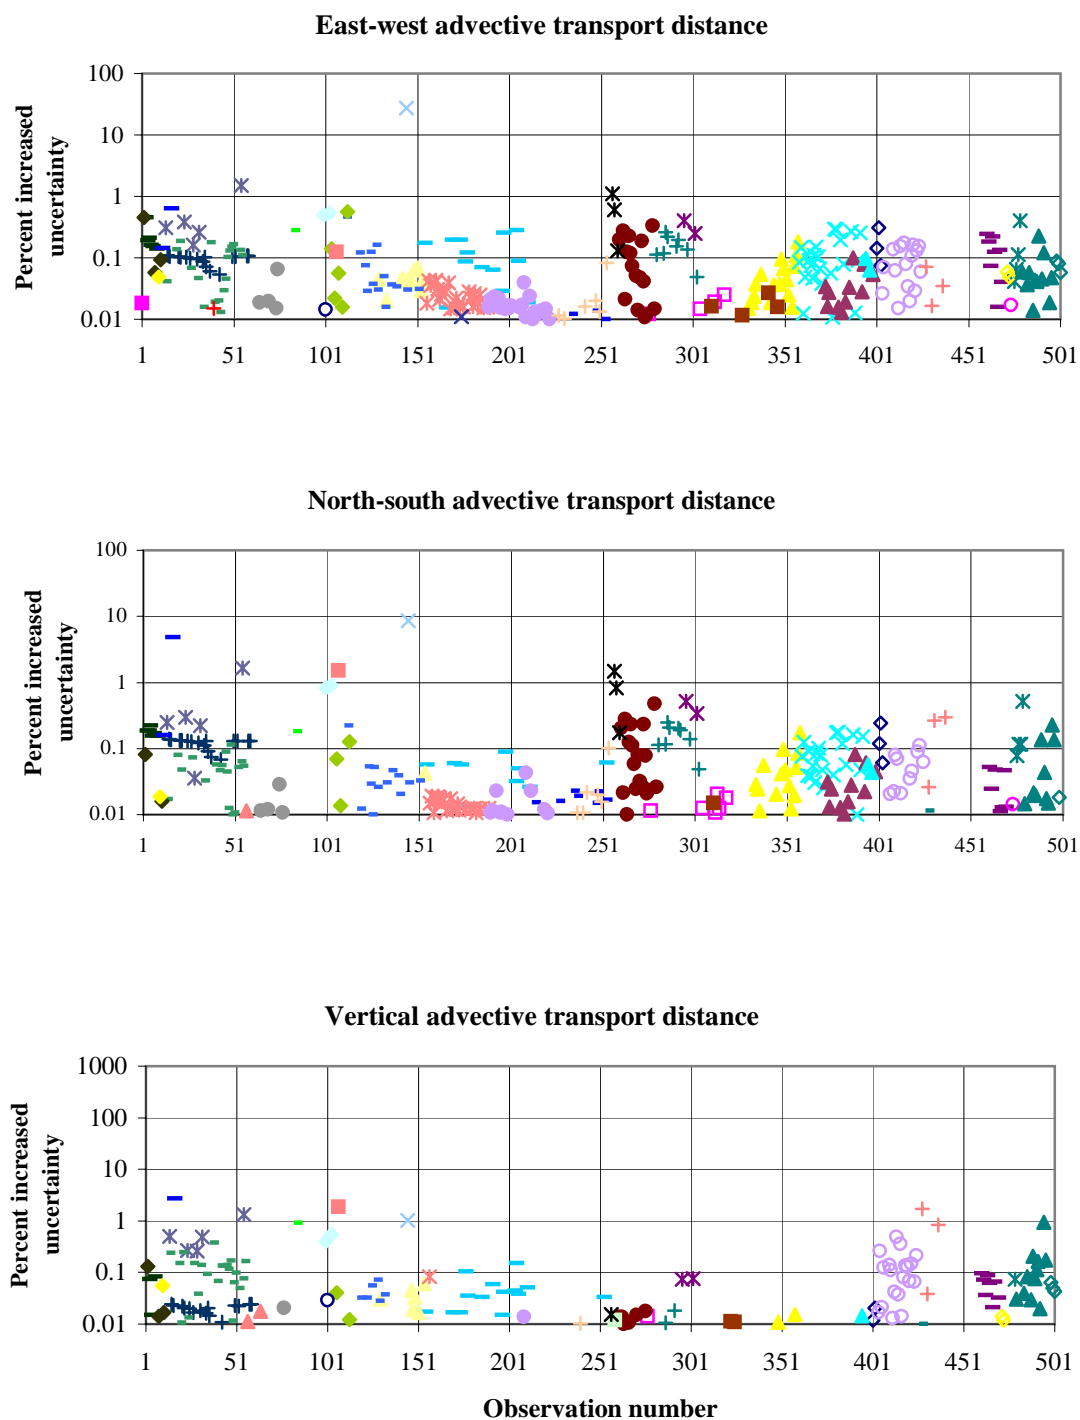 East-west advective transport distance
Percent increased
uncertainty
100
10
1
0.1
0.01
1 51 101 151 201 251 301 351 401 451 501
North-south advective transport distance
Percent increased
uncertainty
100
10
1
0.1
0.01
1 51 101 151 201 251 301 351 401 451 501
Vertical advective transport distance
Percent increased
uncertainty
1000
100
10
1
0.1
0.01
1 51 101 151 201 251 301 351 401 451 501
Observation number